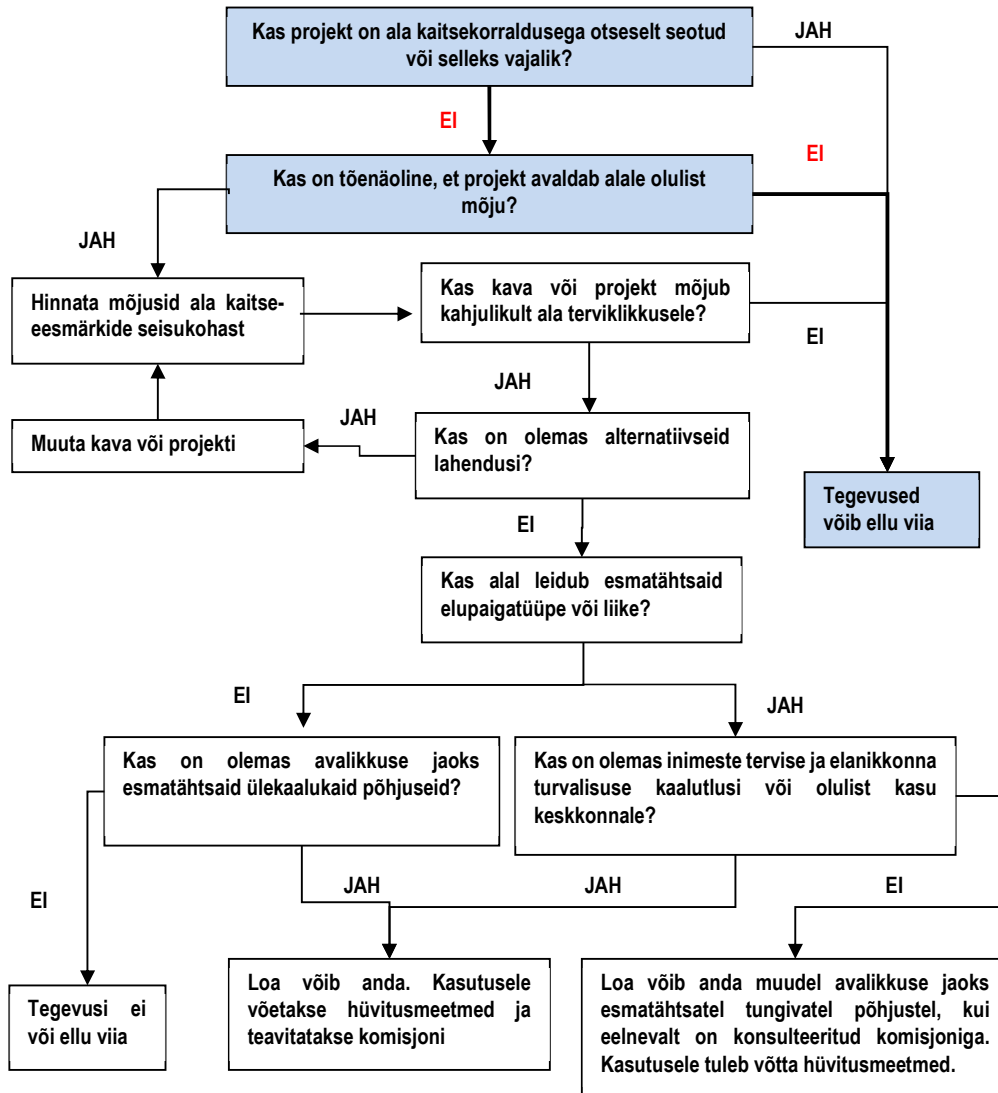 Kas projekt on ala kaitsekorraldusega otseselt seotud
või selleks vajalik?
JAH
EI
EI
Kas on tõenäoline, et projekt avaldab alale olulist
mõju?
JAH
Hinnata mõjusid ala kaitse-
eesmärkide seisukohast
Kas kava või projekt mõjub
kahjulikult ala terviklikkusele?
EI
JAH
JAH
Muuta kava või projekti
Kas on olemas alternatiivseid
lahendusi?
Tegevused
võib ellu viia
EI
Kas alal leidub esmatähtsaid
elupaigatüüpe või liike?
EI
JAH
Kas on olemas avalikkuse jaoks
esmatähtsaid ülekaalukaid põhjuseid?
Kas on olemas inimeste tervise ja elanikkonna
turvalisuse kaalutlusi või olulist kasu
keskkonnale?
EI
JAH
JAH
EI
Tegevusi ei
või ellu viia
Loa võib anda. Kasutusele
võetakse hüvitusmeetmed ja
teavitatakse komisjoni
Loa võib anda muudel avalikkuse jaoks
esmatähtsatel tungivatel põhjustel, kui
eelnevalt on konsulteeritud komisjoniga.
Kasutusele tuleb võtta hüvitusmeetmed.